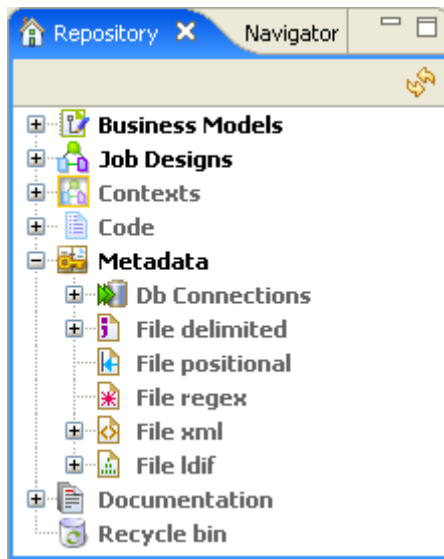 Repository Navigator
Business Models
Job Designs
Contexts
Code
Metadata
Db Connections
File delimited
File positional
File regex
File xml
File ldif
Documentation
Recycle bin